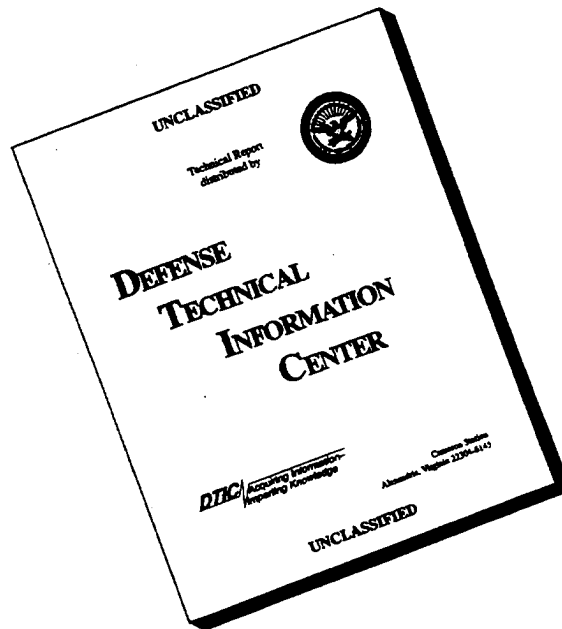 UNCLASSIFIED
Technical Report
distributed by
DEFENSE
TECHNICAL
INFORMATION
CENTER
DTIC
Acquiring Information-
Imparting Knowledge
Cameron Station
Alexandria, Virginia 22304-6145
UNCLASSIFIED